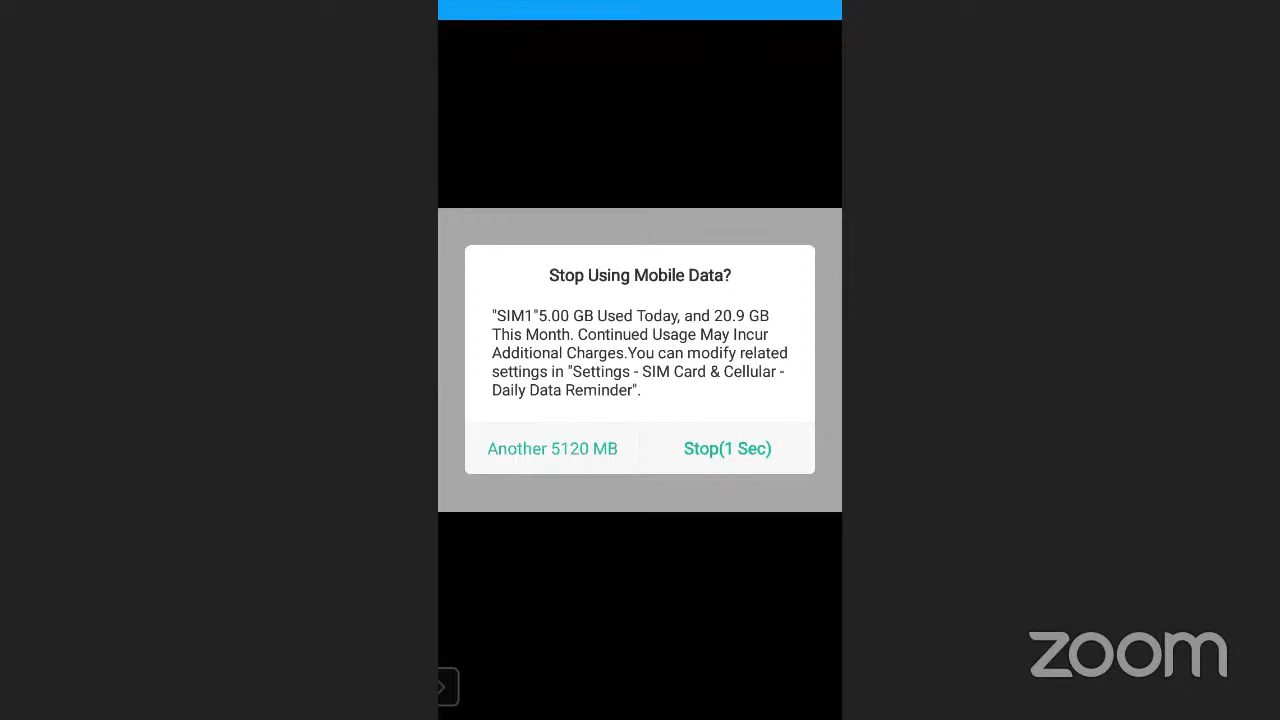 Stop Using Mobile Data?
"SIM1"5.00 GB Used Today, and 20.9 GB
This Month. Continued Usage May Incur
Additional Charges.You can modify related
settings in "Settings - SIM Card & Cellular -
Daily Data Reminder".
Another 5120 MB
Stop(1 Sec)
zoom